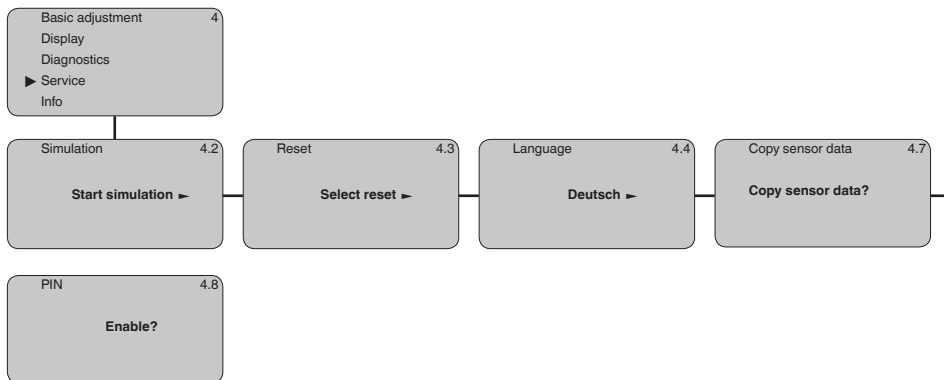 Basic adjustment 4
Display
Diagnostics
▶ Service
Info
Simulation 4.2
Start simulation ►
Reset 4.3
Select reset ►
Language 4.4
Deutsch ►
Copy sensor data 4.7
Copy sensor data?
PIN 4.8
Enable?